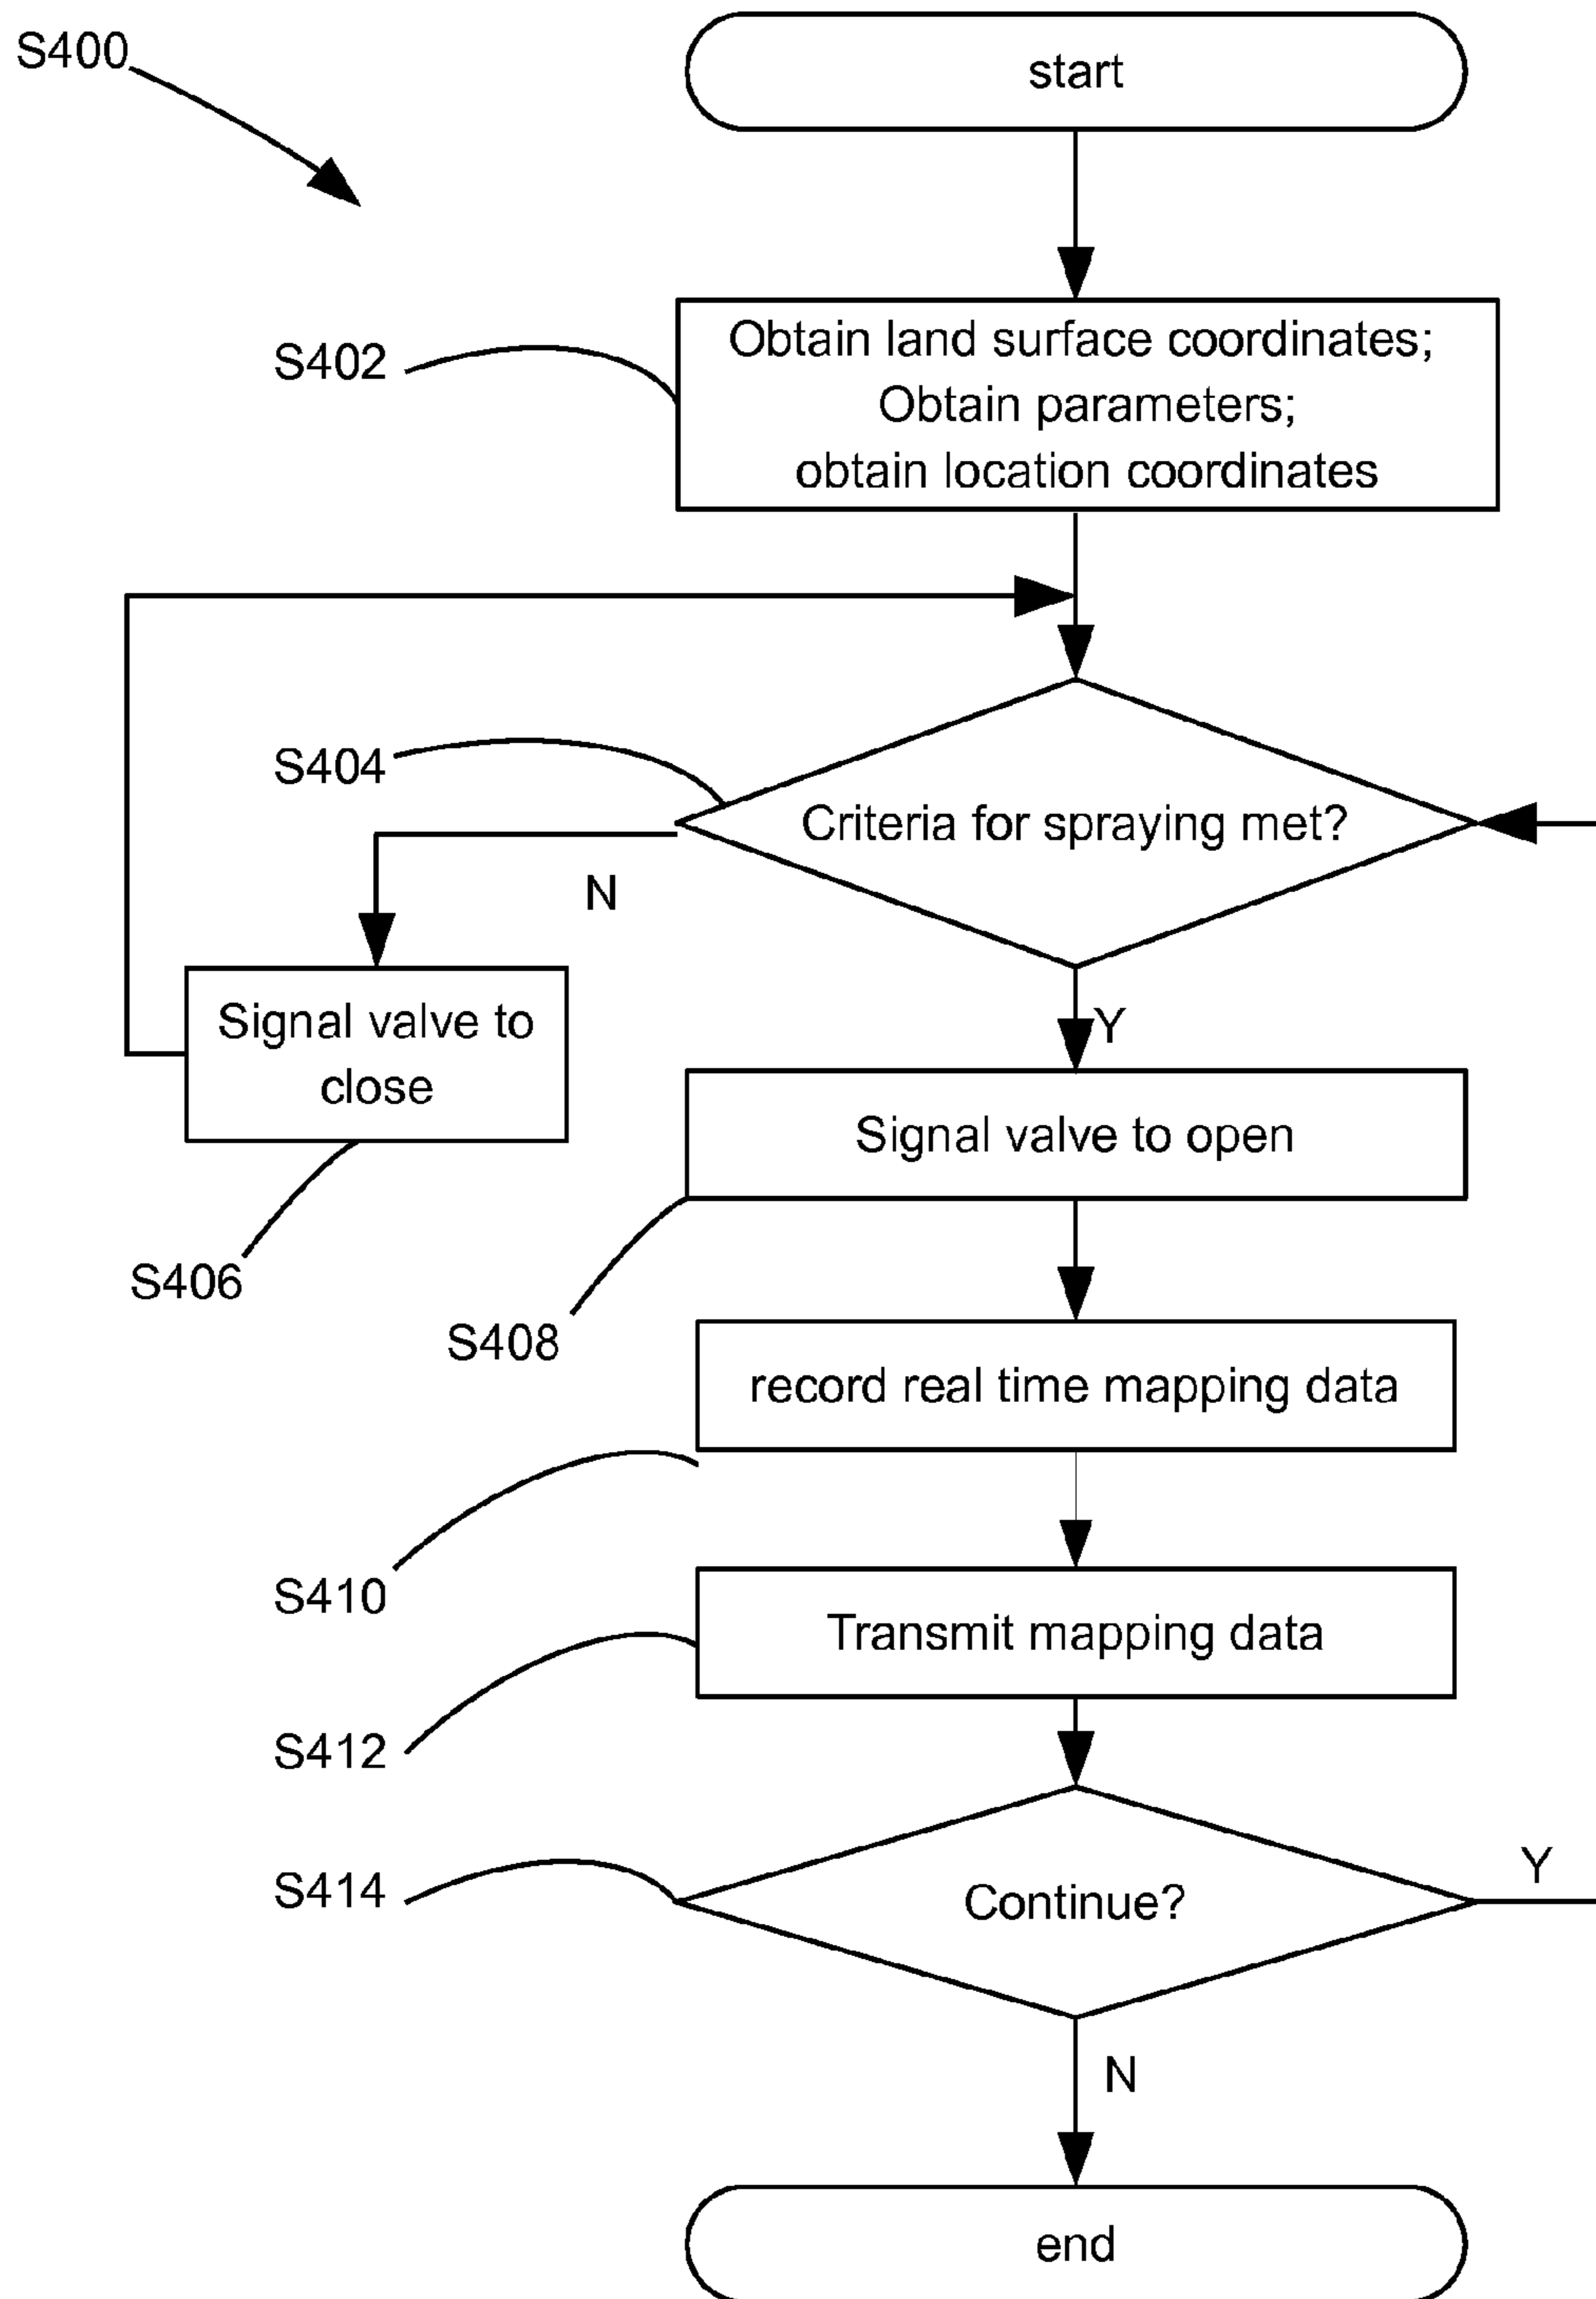 S400
start
S402
Obtain land surface coordinates;
Obtain parameters;
obtain location coordinates
S404
Criteria for spraying met?
N
Signal valve to
close
Y
Signal valve to open
S406
S408
record real time mapping data
S410
Transmit mapping data
S412
S414
Continue?
Y
N
end